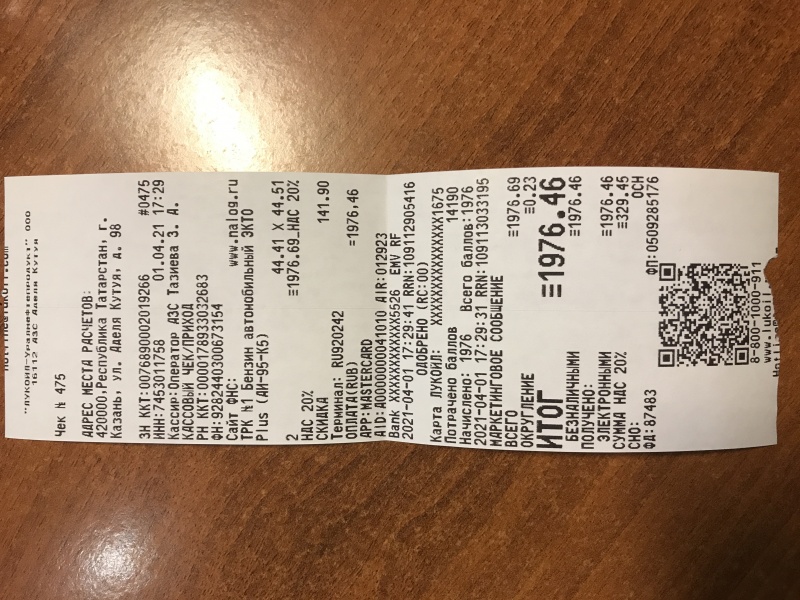 "ЛУКОЙЛ-Уралнефтепродукт" ООО
16112 АЗС Аделя Кутуя
Чек № 475
АДРЕС МЕСТА РАСЧЕТОВ:
420000,Республика Татарстан, г.
Казань, ул. Аделя Кутуя, д. 98
ЗН ККТ:0076890002019266 #0475
ИНН:7453011758 01.04.21 17:29
Кассир:Оператор АЗС Тазиева З. А.
КАССОВЫЙ ЧЕК/ПРИХОД
РН ККТ:0000178933032683
ФН:9282440300673154
Сайт ФНС: www.nalog.ru
ТРК №1 Бензин автомобильный ЭКТО
Plus (АИ-95-К5)
44.41 X 44.51
2 ≡1976.69_НДС 20%
НДС 20%
СКИДКА 141.90
Терминал: RU920242
ОПЛАТА(RUB) =1976,46
APP:MASTERCARD
AID:A0000000041010 AIR:012923
Bank XXXXXXXXXXXX5526 EMV RF
2021-04-01 17:29:41 RRN:109112905416
ОДОБРЕНО (RC:00)
Карта ЛУКОЙЛ: XXXXXXXXXXXXXXX1675
Потрачено баллов 14190
Начислено: 1976 Всего баллов:1976
2021-04-01 17:29:31 RRN:109113033195
МАРКЕТИНГОВОЕ СООБЩЕНИЕ
ВСЕГО ≡1976.69
ОКРУГЛЕНИЕ ≡0.23
ИТОГ ≡1976.46
БЕЗНАЛИЧНЫМИ ≡1976.46
ПОЛУЧЕНО:
ЭЛЕКТРОННЫМИ ≡1976.46
СУММА НДС 20% ≡329.45
СНО: ОСН
ФД:87483 ФП:0509285176
8-800-1000-911